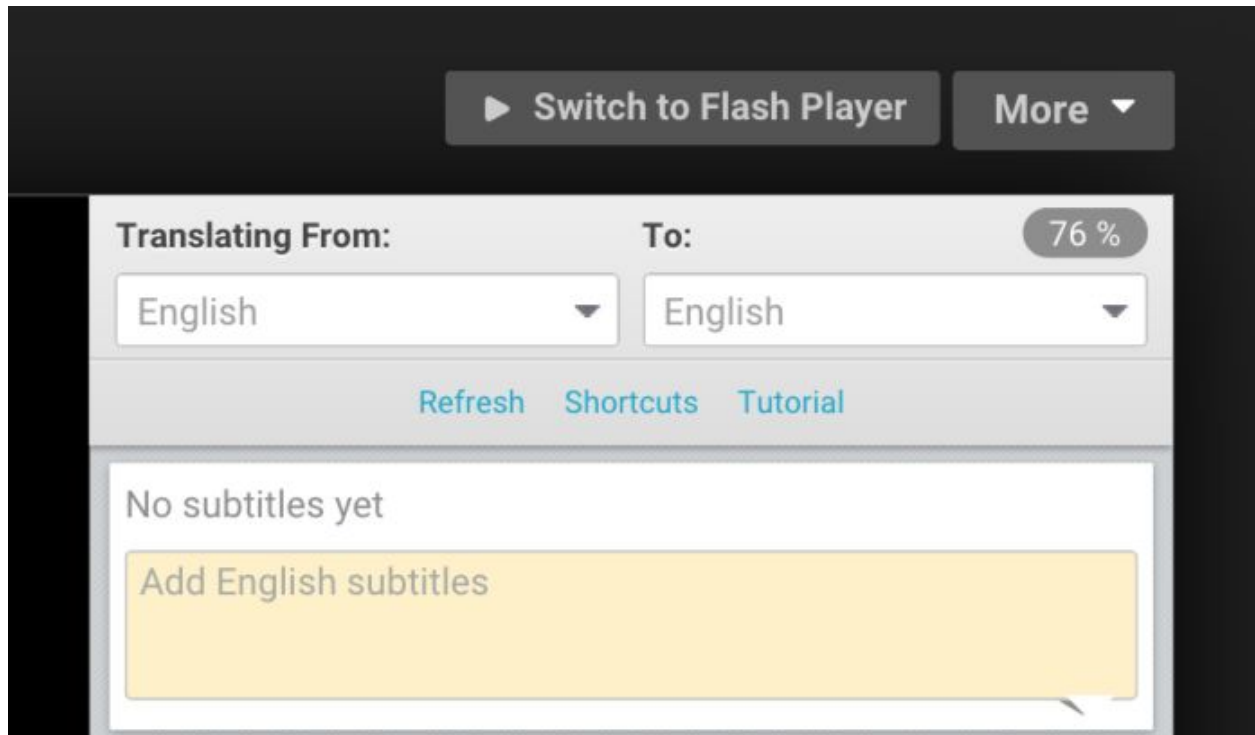 Switch to Flash Player
More
Translating From:
To:
76 %
English
English
Refresh Shortcuts Tutorial
No subtitles yet
Add English subtitles